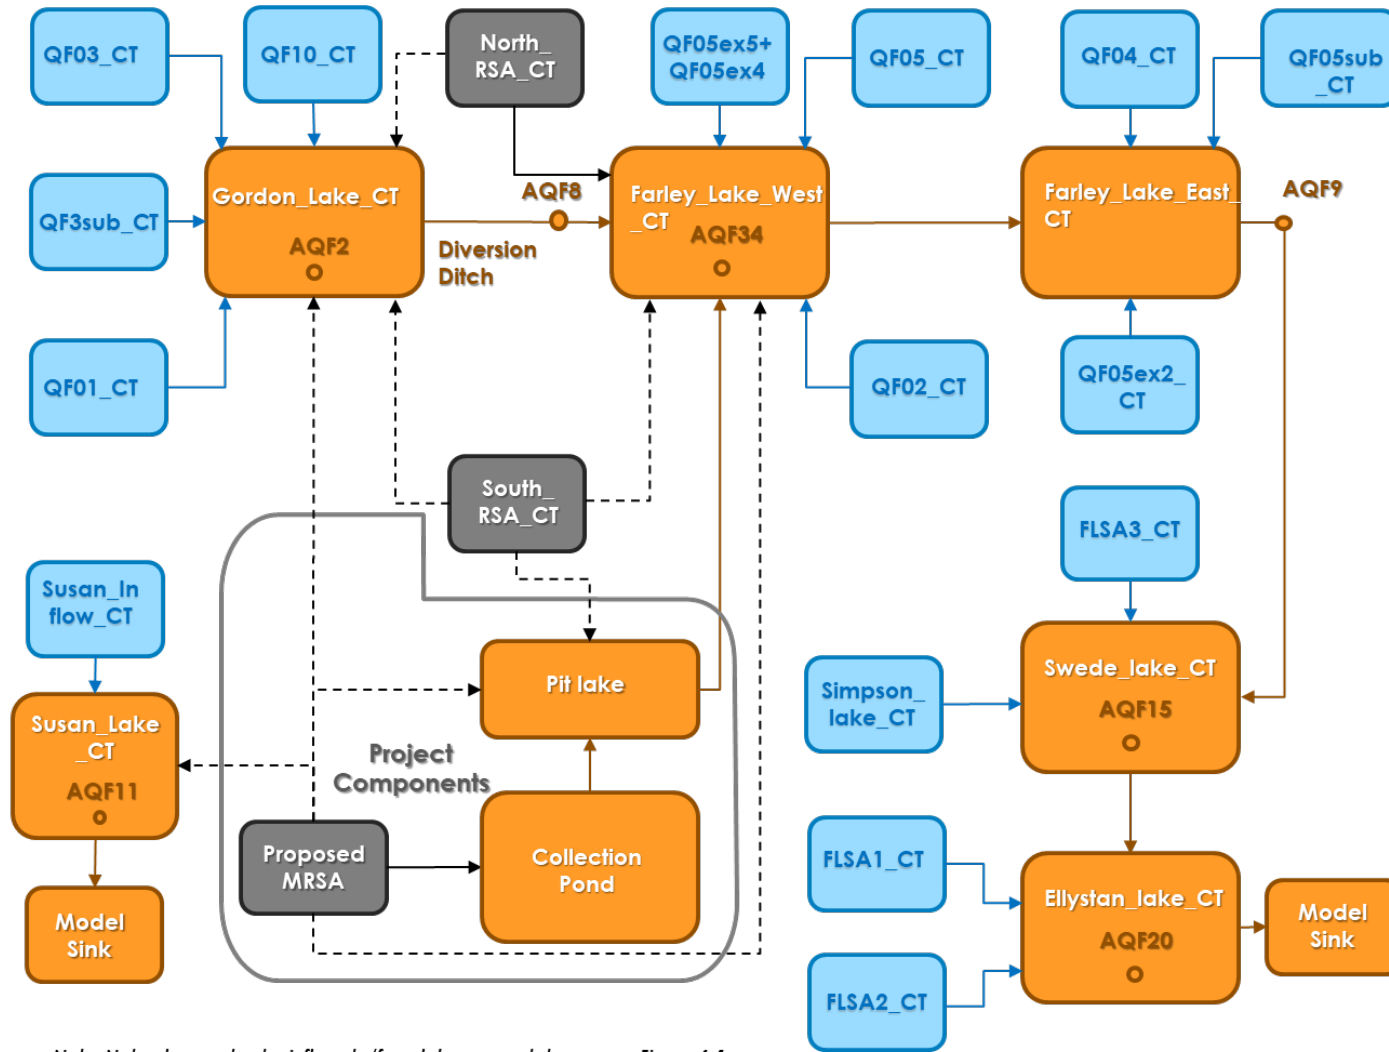 QF03_CT
QF10_CT
North_
RSA_CT
QF05ex5+
QF05ex4
QF05_CT
QF04_CT
QF05sub
_CT
QF3sub_CT
Gordon_Lake_CT
AQF2
AQF8
Diversion
Ditch
Farley_Lake_West
_CT
AQF34
Farley_Lake_East_
CT
AQF9
QF01_CT
QF02_CT
QF05ex2_
CT
South_
RSA_CT
FLSA3_CT
Susan_In
flow_CT
Susan_Lake
_CT
AQF11
Model
Sink
Pit lake
Project
Components
Proposed
MRSA
Collection
Pond
Simpson_
lake_CT
Swede_lake_CT
AQF15
FLSA1_CT
FLSA2_CT
Ellystan_lake_CT
AQF20
Model
Sink